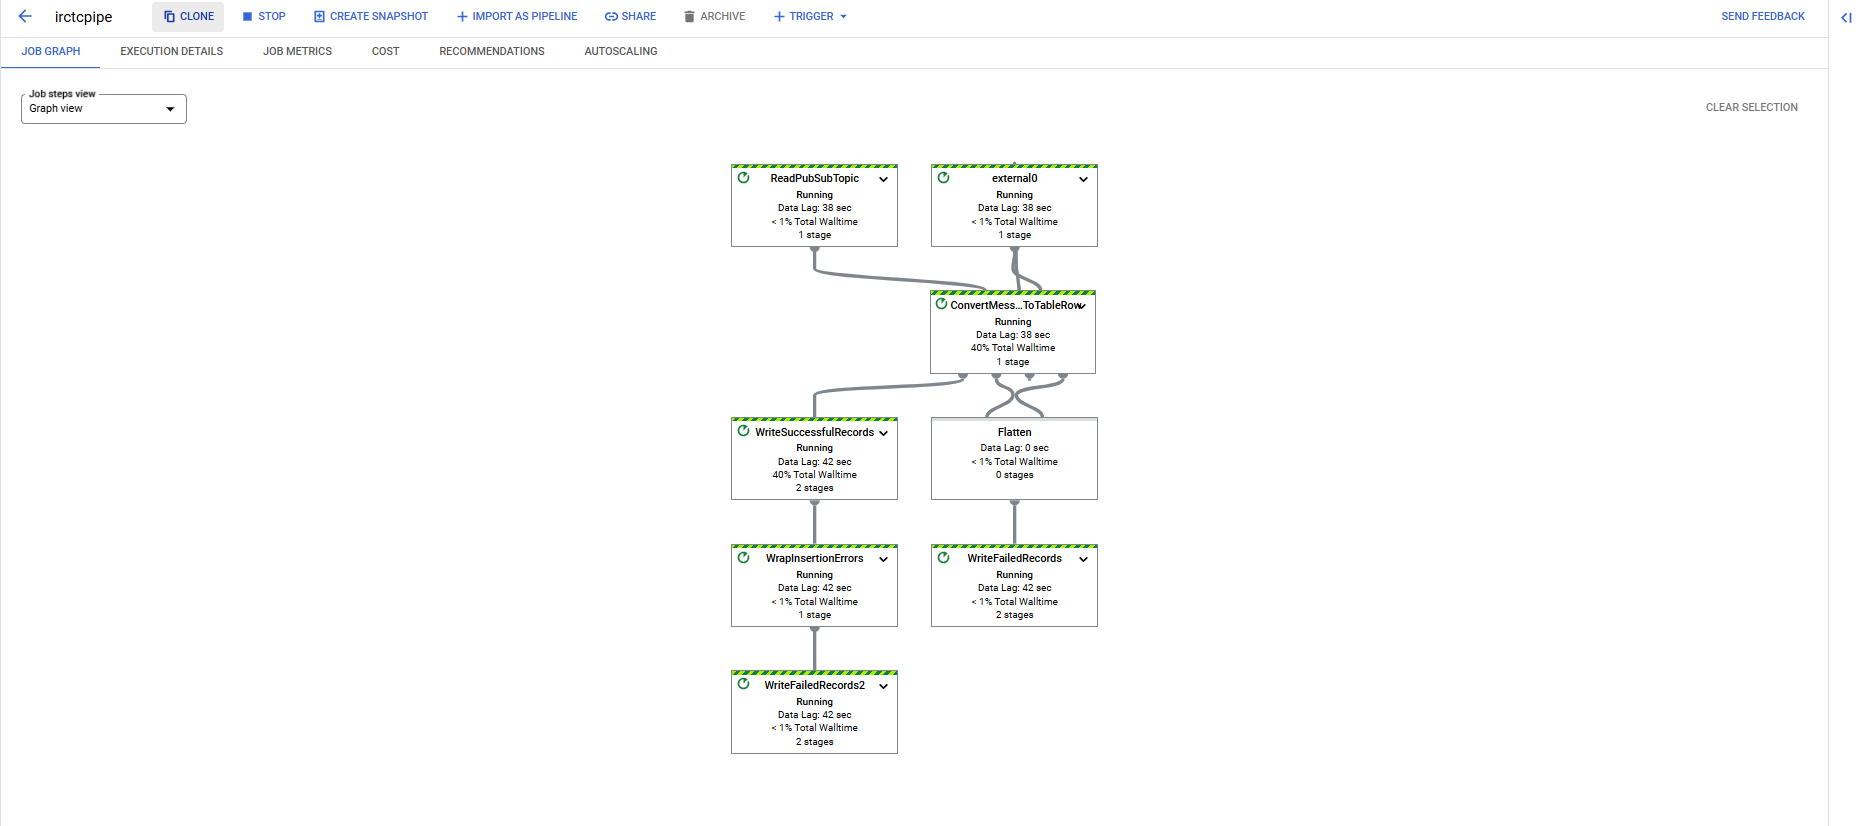 irctcpipe
CLONE
STOP
CREATE SNAPSHOT
IMPORT AS PIPELINE
SHARE
ARCHIVE
TRIGGER
SEND FEEDBACK
JOB GRAPH
EXECUTION DETAILS
JOB METRICS
COST
RECOMMENDATIONS
AUTOSCALING
Job steps view
Graph view
CLEAR SELECTION
ReadPubSubTopic
Running
Data Lag: 38 sec
< 1% Total Walltime
1 stage
external0
Running
Data Lag: 38 sec
< 1% Total Walltime
1 stage
ConvertMess...ToTableRow
Running
Data Lag: 38 sec
40% Total Walltime
1 stage
WriteSuccessfulRecords
Running
Data Lag: 42 sec
40% Total Walltime
2 stages
Flatten
Data Lag: 0 sec
< 1% Total Walltime
0 stages
WrapInsertionErrors
Running
Data Lag: 42 sec
< 1% Total Walltime
1 stage
WriteFailedRecords
Running
Data Lag: 42 sec
< 1% Total Walltime
2 stages
WriteFailedRecords2
Running
Data Lag: 42 sec
< 1% Total Walltime
2 stages